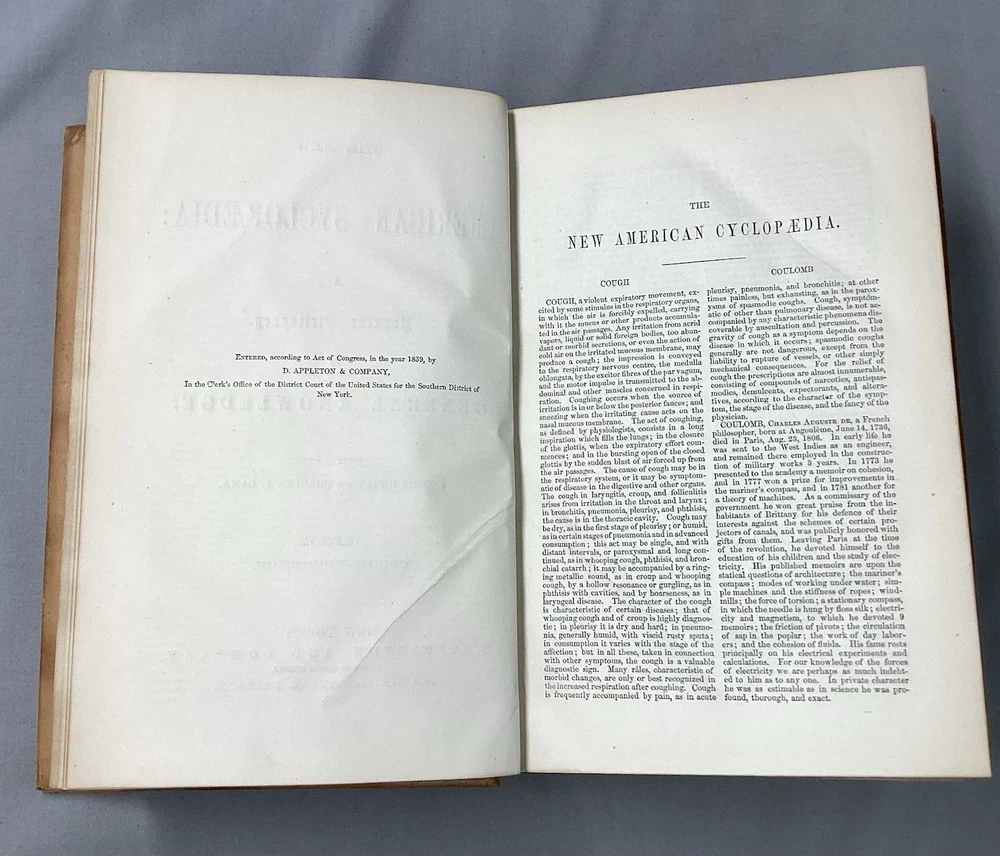 ENTERED, according to Act of Congress, in the year 1859, by
D. APPLETON & COMPANY,
In the Clerk's Office of the District Court of the United States for the Southern District of
New York.
THE
NEW AMERICAN CYCLOPÆDIA.
COUGH
COUGH, a violent expiratory movement, ex-
cited by some stimulus in the respiratory organs,
in which the air is forcibly expelled, carrying
with it the mucus or other products accumula-
ted in the air passages. Any irritation from acrid
vapors, liquid or solid foreign bodies, too abun-
dant or morbid secretions, or even the action of
cold air on the irritated mucous membrane, may
produce a cough; the impression is conveyed
to the respiratory nervous centre, the medulla
oblongata, by the exciter fibres of the par vagum,
and the motor impulse is transmitted to the ab-
dominal and other muscles concerned in respi-
ration. Coughing occurs when the source of
irritation is in or below the posterior fauces; and
sneezing when the irritating cause acts on the
nasal mucous membrane. The act of coughing,
as defined by physiologists, consists in a long
inspiration which fills the lungs; in the closure
of the glottis, when the expiratory effort com-
mences; and in the bursting open of the closed
glottis by the sudden blast of air forced up from
the air passages. The cause of cough may be in
the respiratory system, or it may be symptom-
atic of disease in the digestive and other organs.
The cough in laryngitis, croup, and folliculitis
arises from irritation in the throat and larynx;
in bronchitis, pneumonia, pleurisy, and phthisis,
the cause is in the thoracic cavity. Cough may
be dry, as in the first stage of pleurisy; or humid,
as in certain stages of pneumonia and in advanced
consumption; this act may be single, and with
distant intervals, or paroxysmal and long con-
tinued, as in whooping cough, phthisis, and bron-
chial catarrh; it may be accompanied by a ring-
ing metallic sound, as in croup and whooping
cough, by a hollow resonance or gurgling, as in
phthisis with cavities, and by hoarseness, as in
laryngeal disease. The character of the cough
is characteristic of certain diseases; that of
whooping cough and of croup is highly diagnos-
tic; in pleurisy it is dry and hard; in pneumo-
nia, generally humid, with viscid rusty sputa;
in consumption it varies with the stage of the
affection; but in all these, taken in connection
with other symptoms, the cough is a valuable
diagnostic sign. Many râles, characteristic of
morbid changes, are only or best recognized in
the increased respiration after coughing. Cough
is frequently accompanied by pain, as in acute
COULOMB
pleurisy, pneumonia, and bronchitis; at other
times painless, but exhausting, as in the parox-
ysms of spasmodic coughs. Cough, symptom-
atic of other than pulmonary disease, is not ac-
companied by any characteristic phenomena dis-
coverable by auscultation and percussion. The
gravity of cough as a symptom depends on the
disease in which it occurs; spasmodic coughs
generally are not dangerous, except from the
liability to rupture of vessels, or other simply
mechanical consequences. For the relief of
cough the prescriptions are almost innumerable,
consisting of compounds of narcotics, antispas-
modics, demulcents, expectorants, and altera-
tives, according to the character of the symp-
tom, the stage of the disease, and the fancy of the
physician.
COULOMB, CHARLES AUGUSTE DE, a French
philosopher, born at Angoulême, June 14, 1736,
died in Paris, Aug. 23, 1806. In early life he
was sent to the West Indies as an engineer,
and remained there employed in the construc-
tion of military works 3 years. In 1773 he
presented to the academy a memoir on cohesion,
and in 1777 won a prize for improvements in
the mariner's compass, and in 1781 another for
a theory of machines. As a commissary of the
government he won great praise from the in-
habitants of Brittany for his defence of their
interests against the schemes of certain pro-
jectors of canals, and was publicly honored with
gifts from them. Leaving Paris at the time
of the revolution, he devoted himself to the
education of his children and the study of elec-
tricity. His published memoirs are upon the
statical questions of architecture; the mariner's
compass; modes of working under water; sim-
ple machines and the stiffness of ropes; wind-
mills; the force of torsion; a stationary compass,
in which the needle is hung by floss silk; electri-
city and magnetism, to which he devoted 9
memoirs; the friction of pivots; the circulation
of sap in the poplar; the work of day labor-
ers; and the cohesion of fluids. His fame rests
principally on his electrical experiments and
calculations. For our knowledge of the forces
of electricity we are perhaps as much indebt-
ed to him as to any one. In private character
he was as estimable as in science he was pro-
found, thorough, and exact.